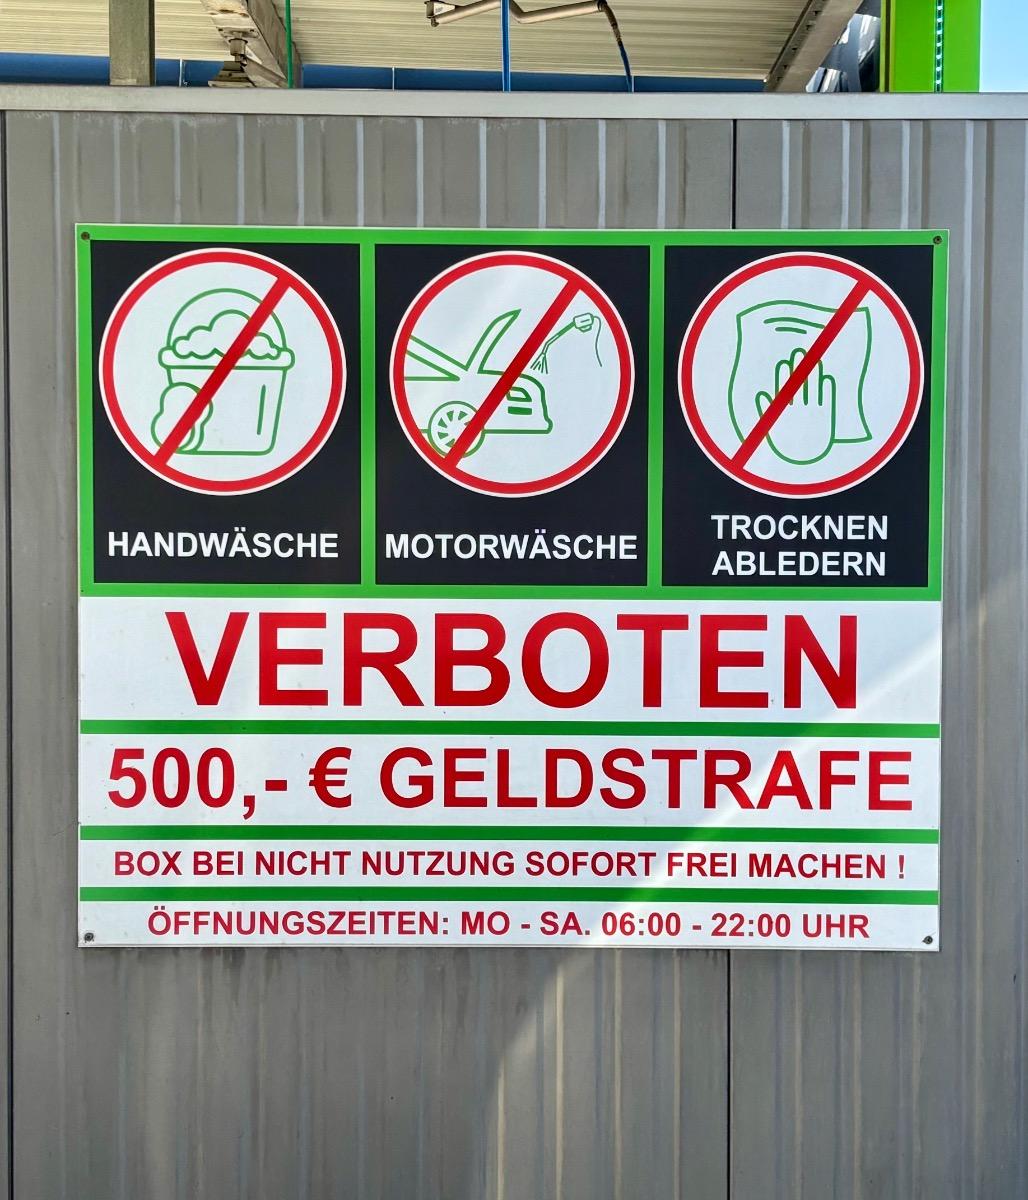 HANDWÄSCHE
MOTORWÄSCHE
TROCKNEN
ABLEDERN
VERBOTEN
500,- € GELDSTRAFE
BOX BEI NICHT NUTZUNG SOFORT FREI MACHEN !
ÖFFNUNGSZEITEN: MO - SA. 06:00 - 22:00 UHR